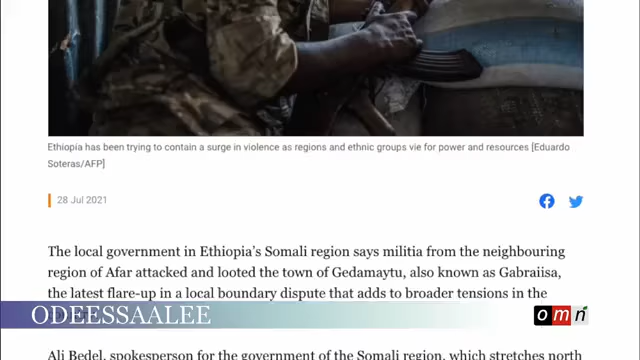 Ethiopia has been trying to contain a surge in violence as regions and ethnic groups vie for power and resources [Eduardo
Soteras/AFP]
28 Jul 2021
The local government in Ethiopia's Somali region says militia from the neighbouring
region of Afar attacked and looted the town of Gedamaytu, also known as Gabraiisa,
the latest flare-up in a local boundary dispute that adds to broader tensions in the
ODEESSAALEE
omn
Ali Bedel, spokesperson for the government of the Somali region, which stretches north